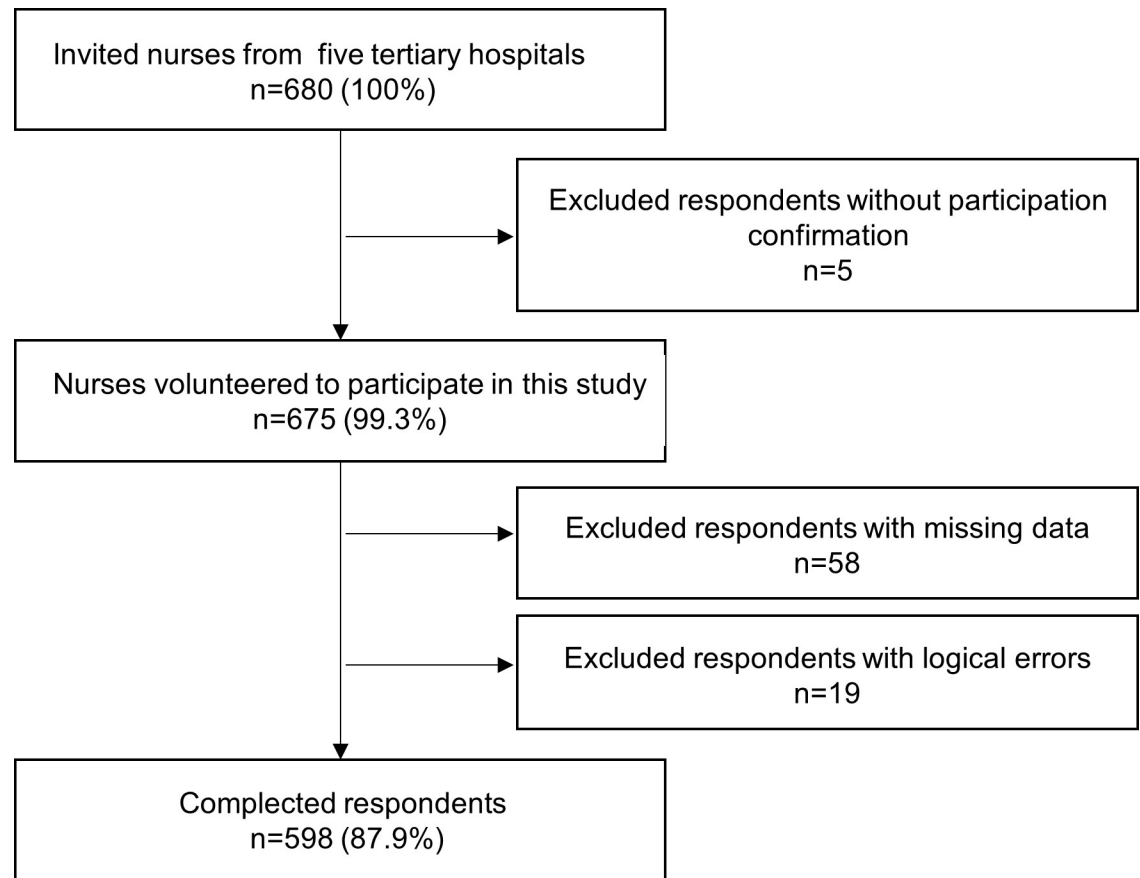 Invited nurses from  five tertiary hospitals
n=680 (100%)
Excluded respondents without participation
confirmation
n=5
Nurses volunteered to participate in this study
n=675 (99.3%)
Excluded respondents with missing data
n=58
Excluded respondents with logical errors
n=19
Complected respondents
n=598 (87.9%)